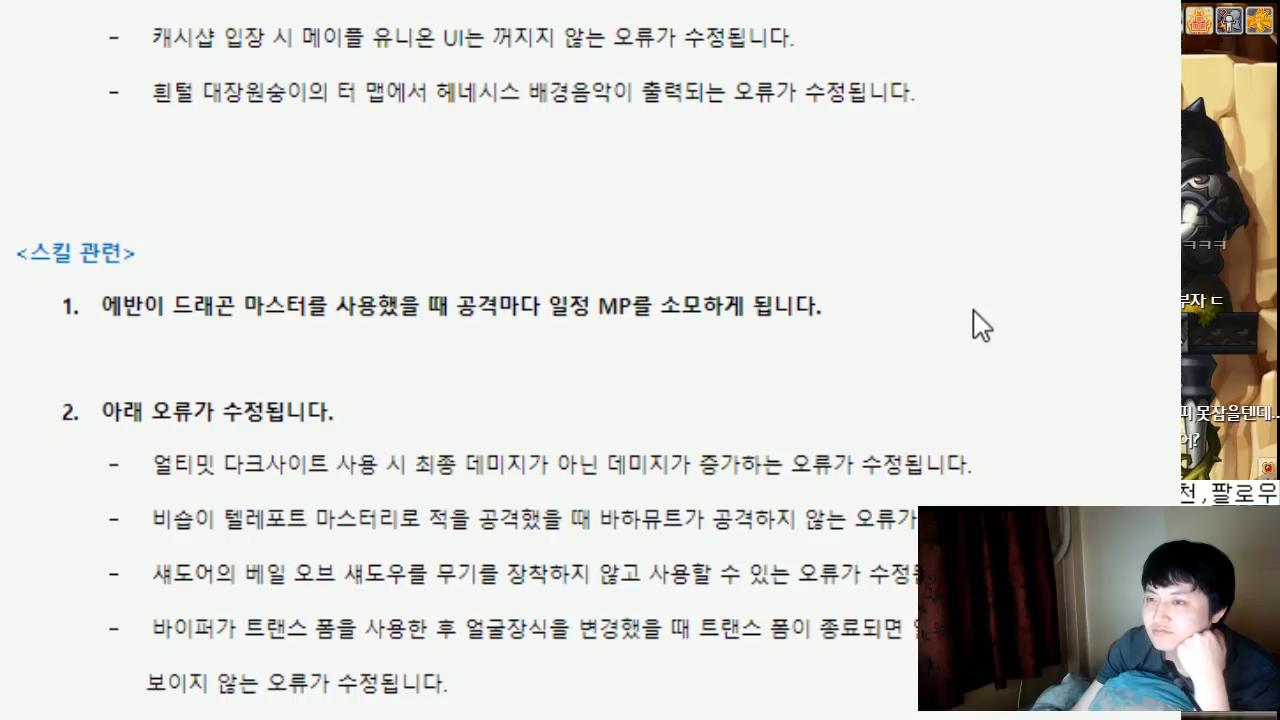 - 캐시샵 입장 시 메이플 유니온 UI는 꺼지지 않는 오류가 수정됩니다.
- 흰털 대장원숭이의 터 맵에서 헤네시스 배경음악이 출력되는 오류가 수정됩니다.
<스킬 관련>
ㅋㅋㅋ
1. 에반이 드래곤 마스터를 사용했을 때 공격마다 일정 MP를 소모하게 됩니다.
부자 ㄷ
2. 아래 오류가 수정됩니다.
못참을텐데..
어?
- 얼티밋 다크사이트 사용 시 최종 데미지가 아닌 데미지가 증가하는 오류가 수정됩니다.
천,팔로우
- 비숍이 텔레포트 마스터리로 적을 공격했을 때 바하뮤트가 공격하지 않는 오류가
- 섀도어의 베일 오브 섀도우를 무기를 장착하지 않고 사용할 수 있는 오류가
- 바이퍼가 트랜스 폼을 사용한 후 얼굴장식을 변경했을 때 트랜스 폼이 종료되면
보이지 않는 오류가 수정됩니다.